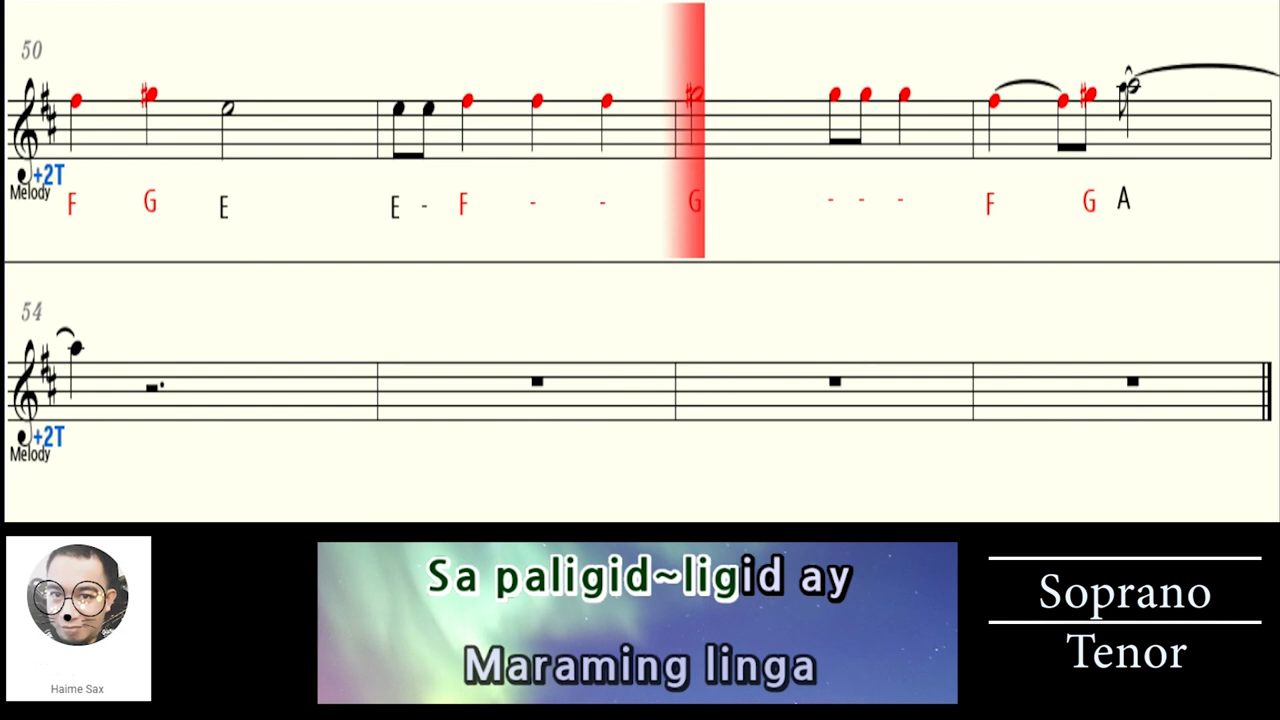 50
+2T
Melody
F G E E - F - - G - - - F G A
54
+2T
Melody
Haime Sax
Sa paligid~ligid ay
Maraming linga
Soprano
Tenor